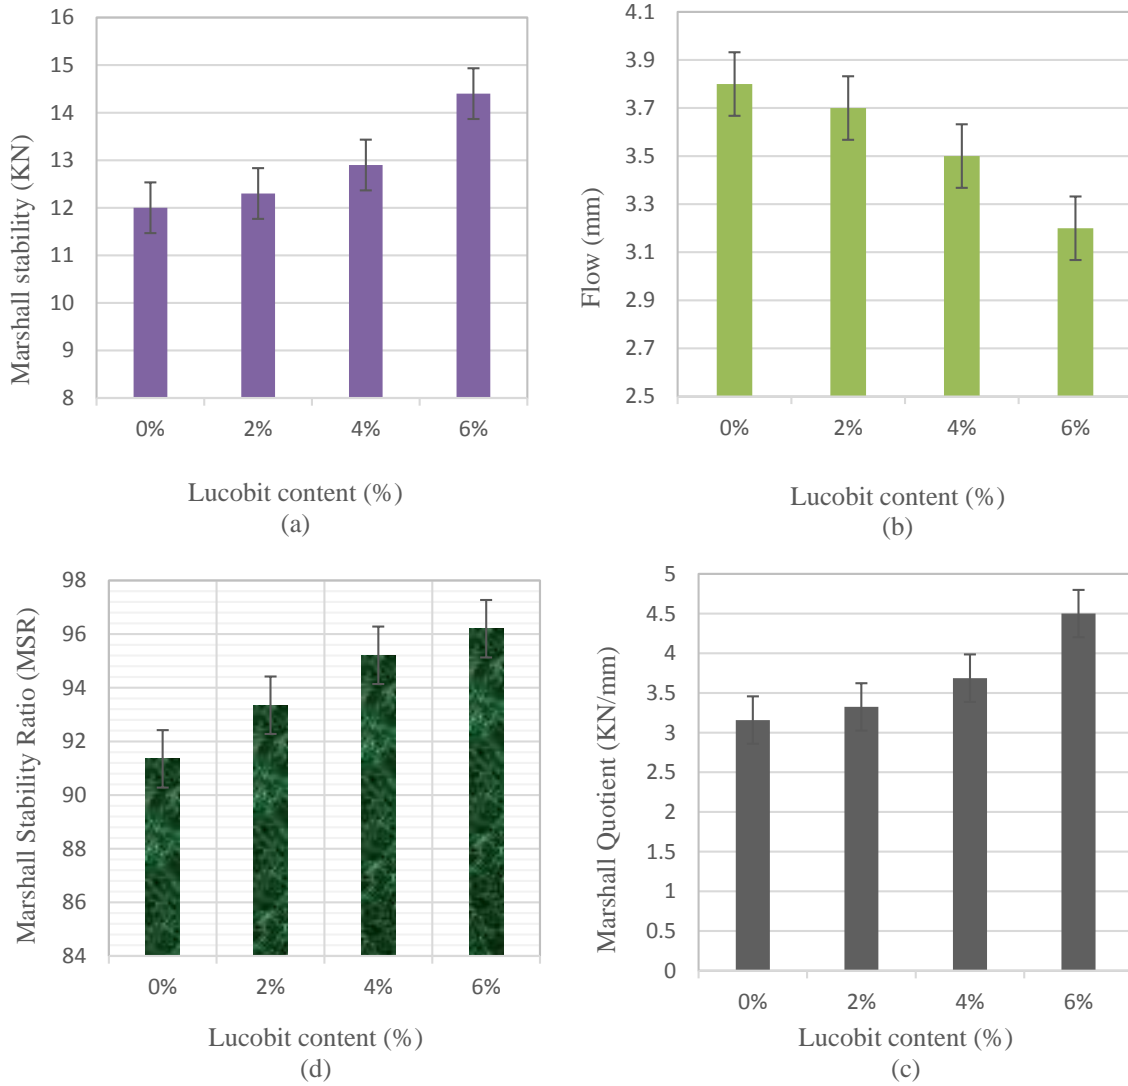 Marshall stability (KN)
16
15
14
13
12
11
10
9
8
0% 2% 4% 6%
Lucobit content (%)
(a)
Flow (mm)
4.1
3.9
3.7
3.5
3.3
3.1
2.9
2.7
2.5
0% 2% 4% 6%
Lucobit content (%)
(b)
Marshall Stability Ratio (MSR)
98
96
94
92
90
88
86
84
0% 2% 4% 6%
Lucobit content (%)
(d)
Marshall Quotient (KN/mm)
5
4.5
4
3.5
3
2.5
2
1.5
1
0.5
0
0% 2% 4% 6%
Lucobit content (%)
(c)